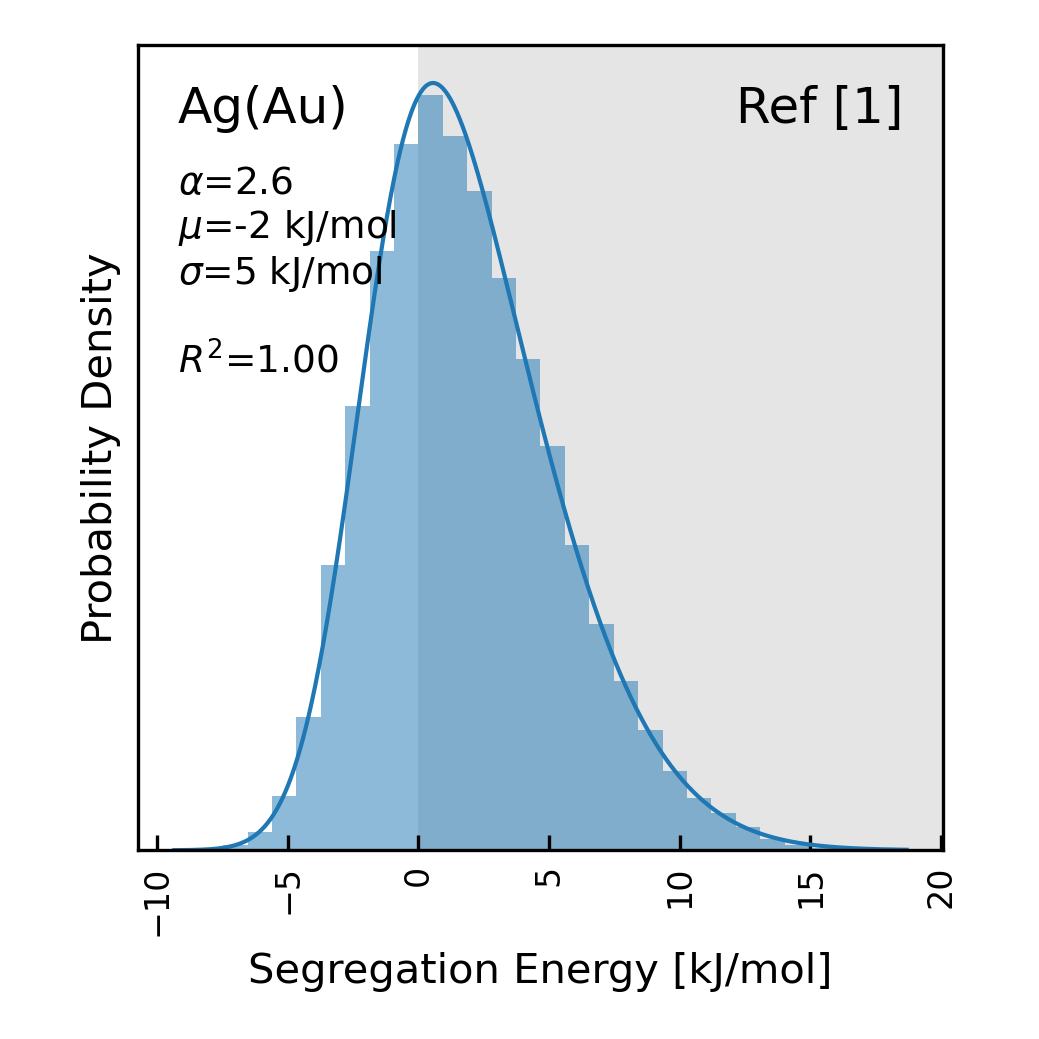 Ag(Au)
Ref [1]
α=2.6
μ=-2 kJ/mol
σ=5 kJ/mol
R²=1.00
Probability Density
−10 −5 0 5 10 15 20
Segregation Energy [kJ/mol]